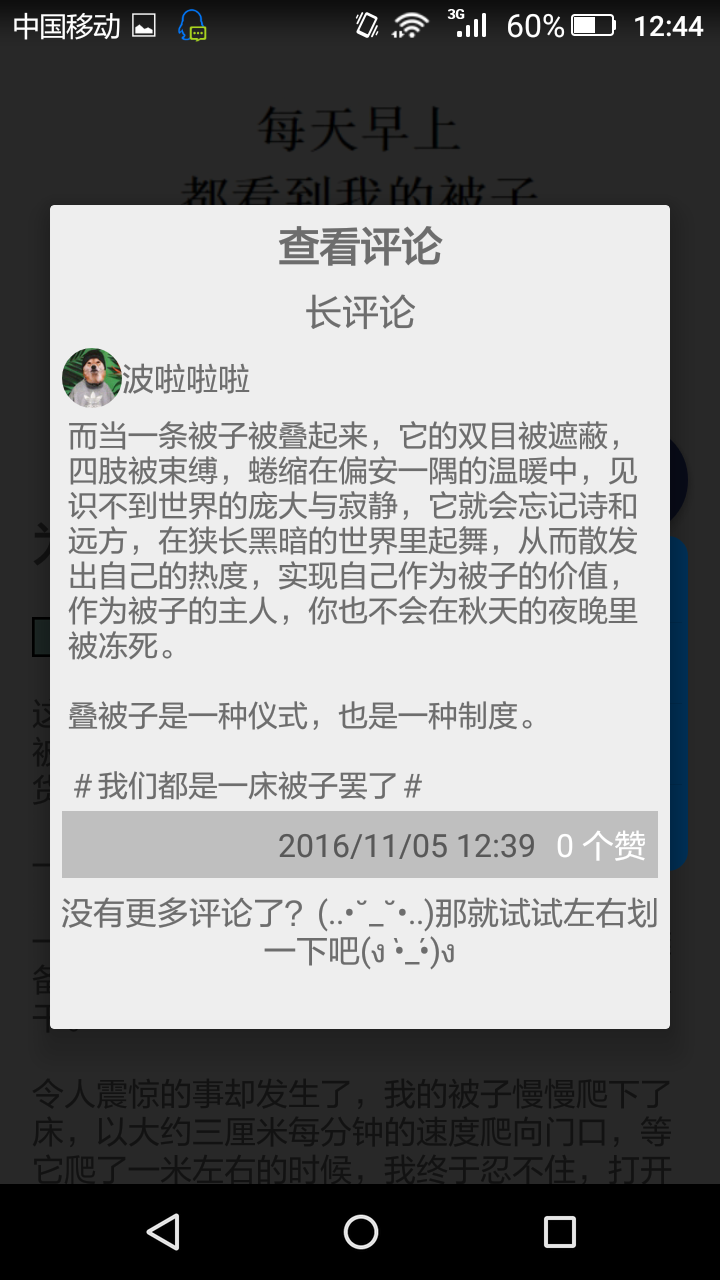 中国移动 3G 60% 12:44
每天早上
都看到我的被子
查看评论
长评论
波啦啦啦
而当一条被子被叠起来，它的双目被遮蔽，
四肢被束缚，蜷缩在偏安一隅的温暖中，见
识不到世界的庞大与寂静，它就会忘记诗和
远方，在狭长黑暗的世界里起舞，从而散发
出自己的热度，实现自己作为被子的价值，
作为被子的主人，你也不会在秋天的夜晚里
被冻死。
叠被子是一种仪式，也是一种制度。
＃我们都是一床被子罢了＃
2016/11/05 12:39 0 个赞
没有更多评论了？(..•˘_˘•..)那就试试左右划
一下吧(ง •̀_•́)ง
令人震惊的事却发生了，我的被子慢慢爬下了
床，以大约三厘米每分钟的速度爬向门口，等
它爬了一米左右的时候，我终于忍不住，打开